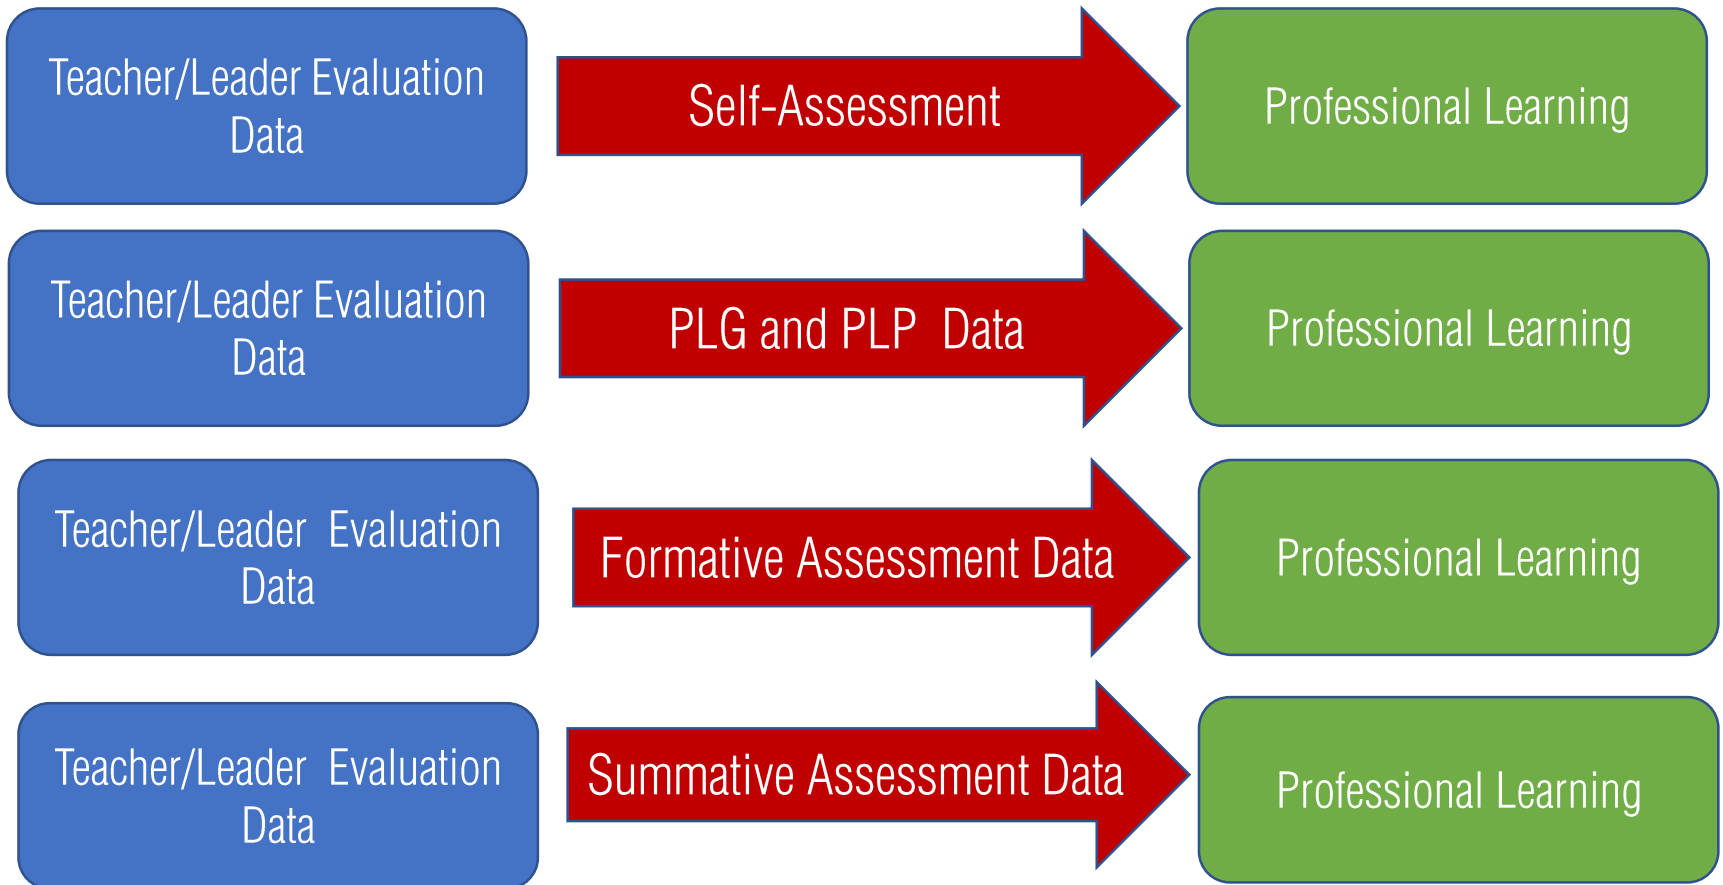 Teacher/Leader Evaluation
Data
Self-Assessment
Professional Learning
Teacher/Leader Evaluation
Data
PLG and PLP  Data
Professional Learning
Teacher/Leader  Evaluation
Data
Formative Assessment Data
Professional Learning
Teacher/Leader  Evaluation
Data
Summative Assessment Data
Professional Learning